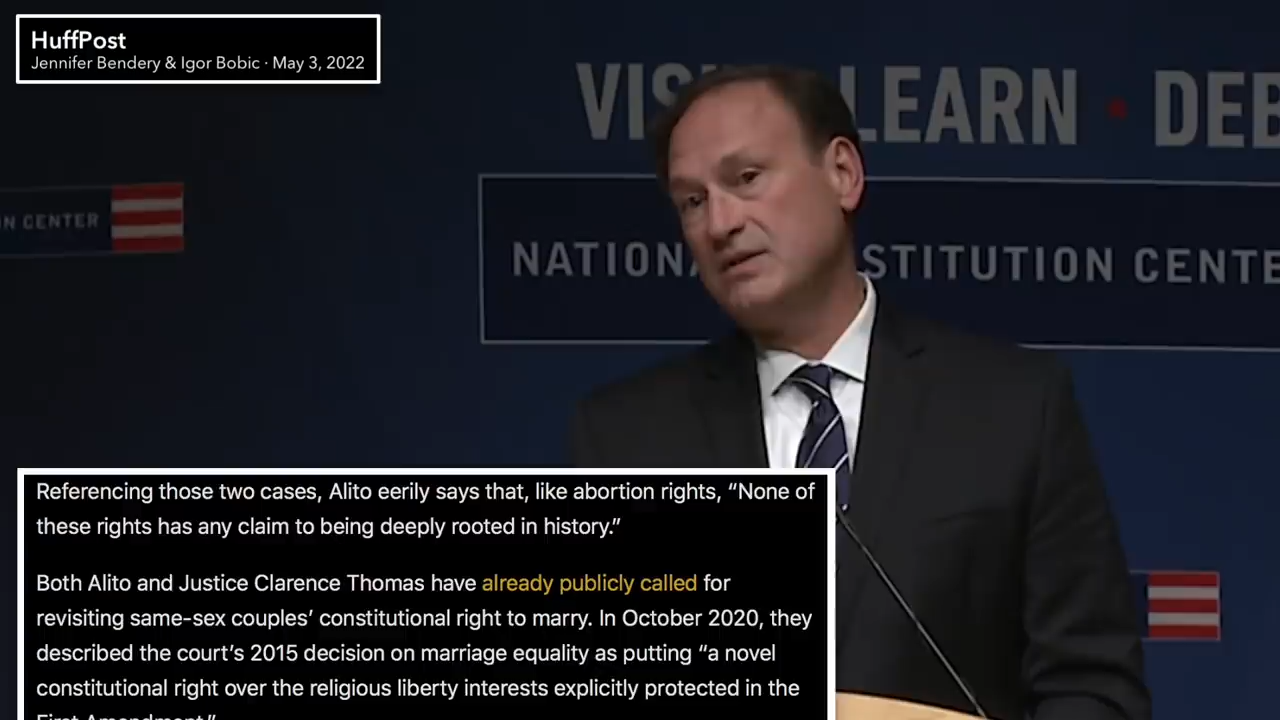 HuffPost
Jennifer Bendery & Igor Bobic · May 3, 2022
LEARN · DEB
N CENTER
NATION STITUTION CENTE
Referencing those two cases, Alito eerily says that, like abortion rights, “None of
these rights has any claim to being deeply rooted in history.”
Both Alito and Justice Clarence Thomas have already publicly called for
revisiting same-sex couples’ constitutional right to marry. In October 2020, they
described the court’s 2015 decision on marriage equality as putting “a novel
constitutional right over the religious liberty interests explicitly protected in the
First Amendment”